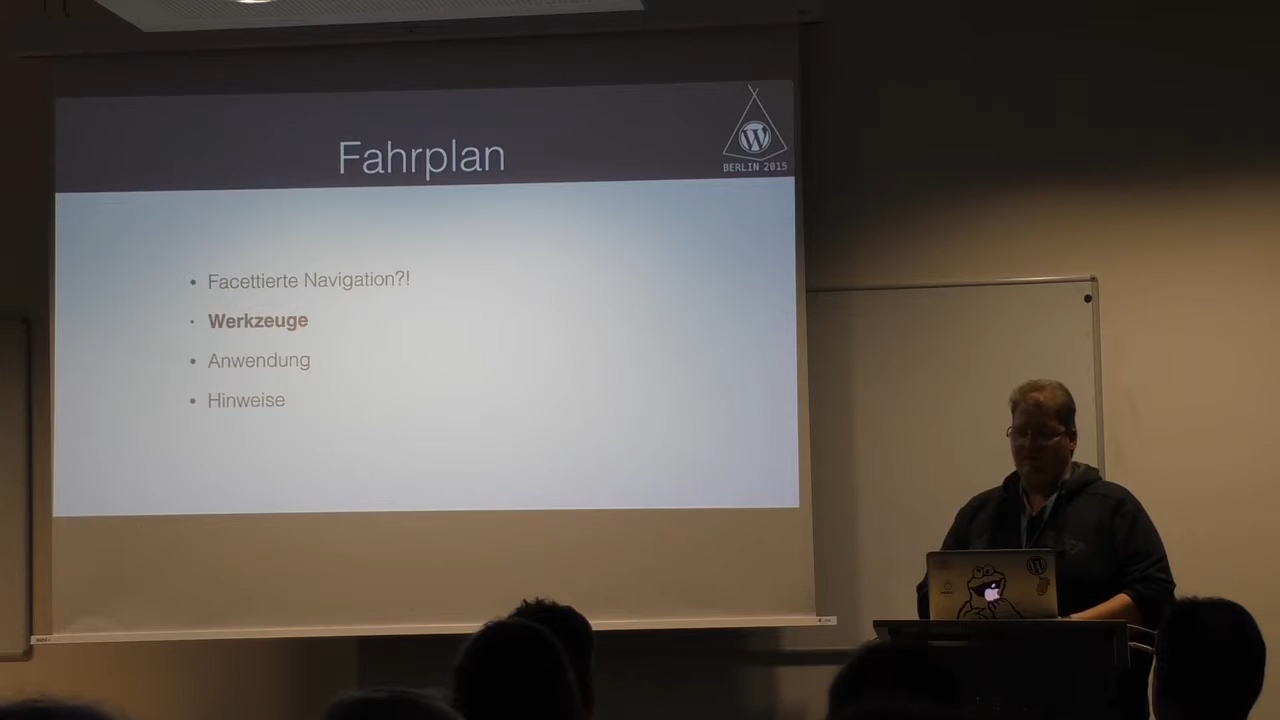 Fahrplan
BERLIN 2015
• Facettierte Navigation?!
• Werkzeuge
• Anwendung
• Hinweise